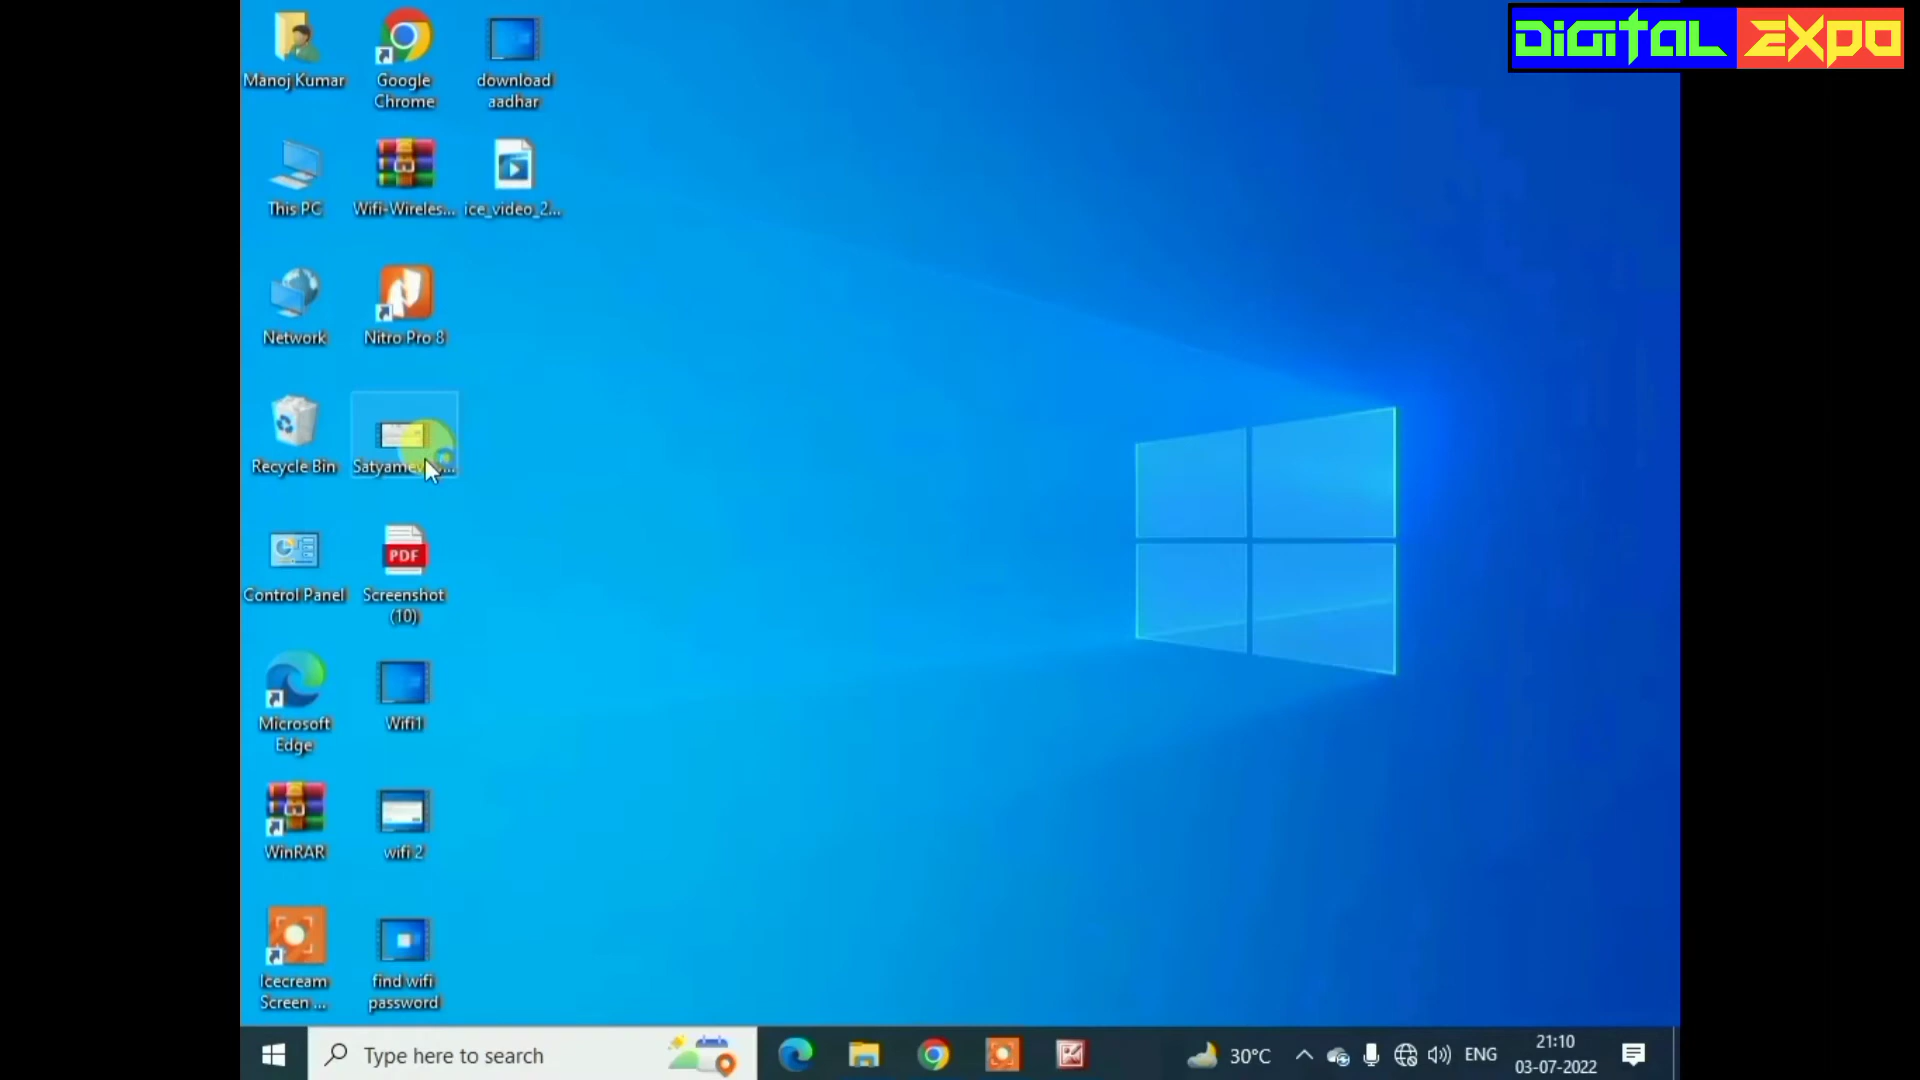 DIGITAL EXPO
Manoj Kumar
Google
Chrome
download
aadhar
This PC
Wifi-Wireles...
ice_video_2...
Network
Nitro Pro 8
Recycle Bin
Control Panel
PDF
Screenshot
(10)
Microsoft
Edge
Wifi1
WinRAR
wifi 2
Icecream
Screen ...
find wifi
password
Type here to search
30°C
ENG
21:10
03-07-2022